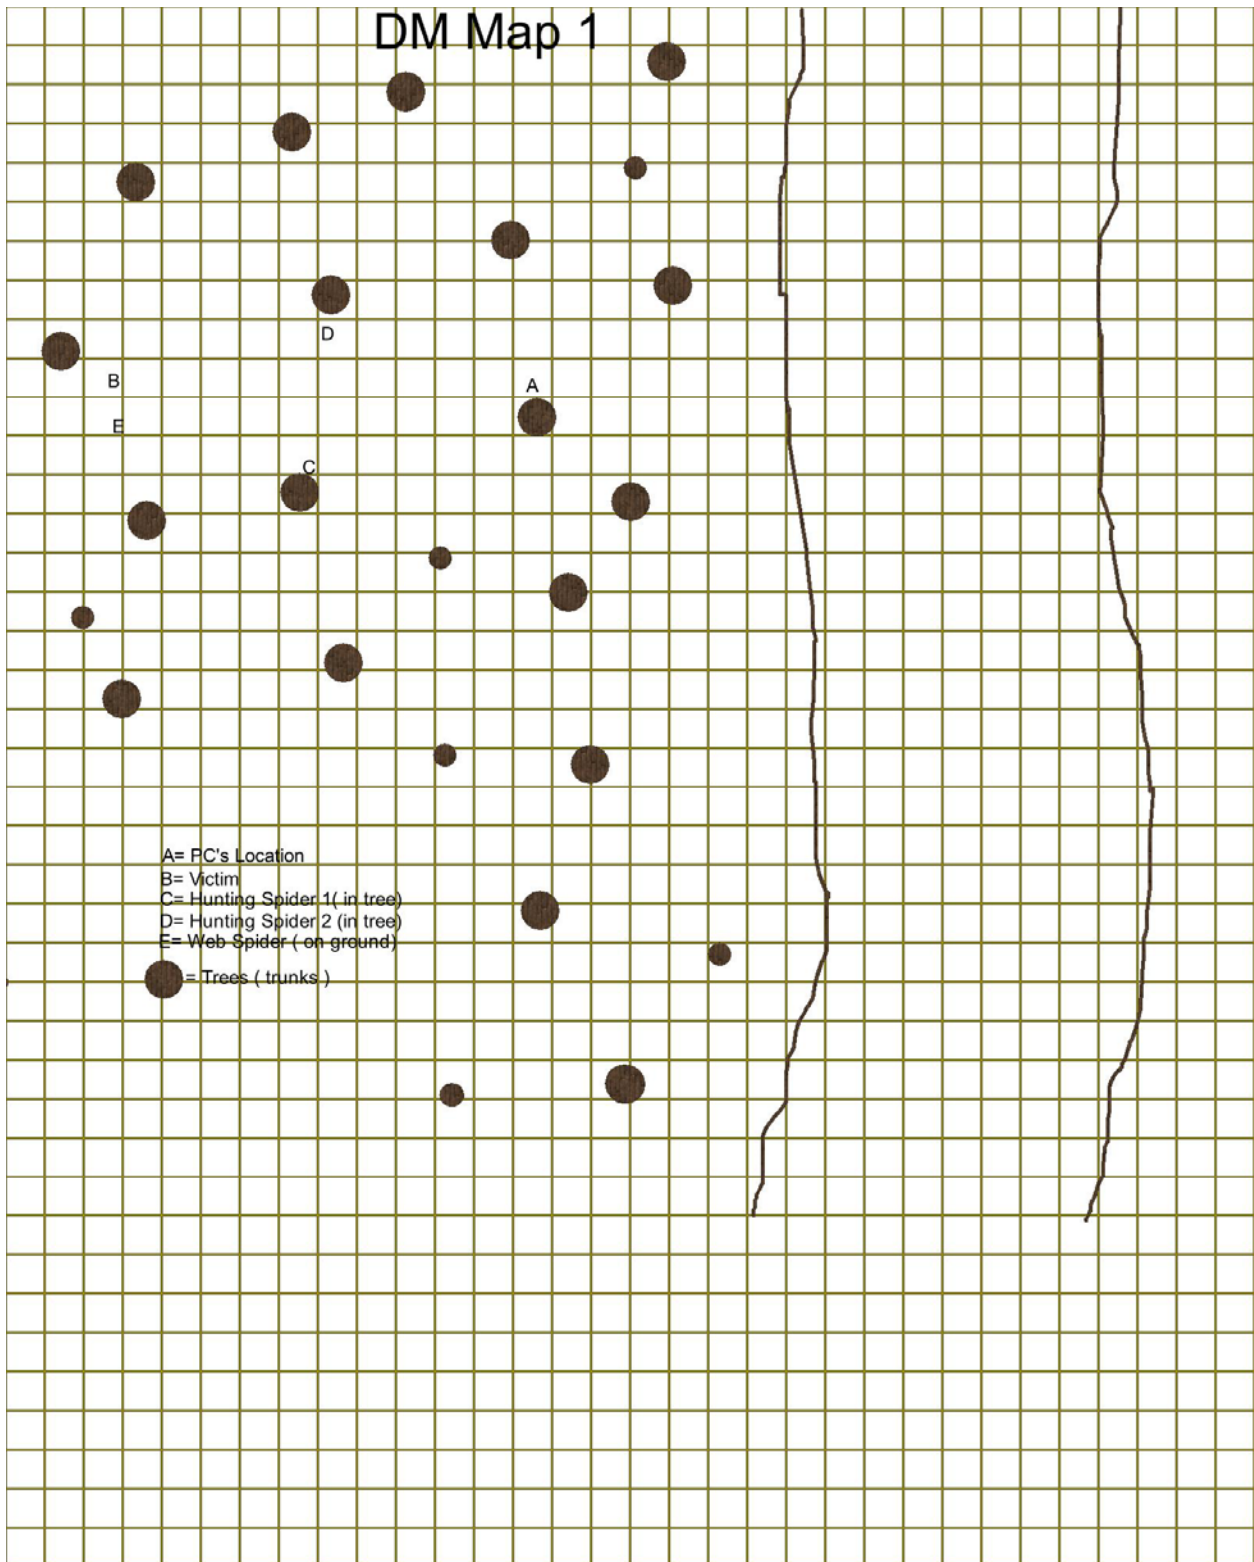 DM Map 1
D
B
A
E
C
A= PC's Location
B= Victim
C= Hunting Spider 1( in tree)
D= Hunting Spider 2 (in tree)
E= Web Spider ( on ground)
= Trees ( trunks )